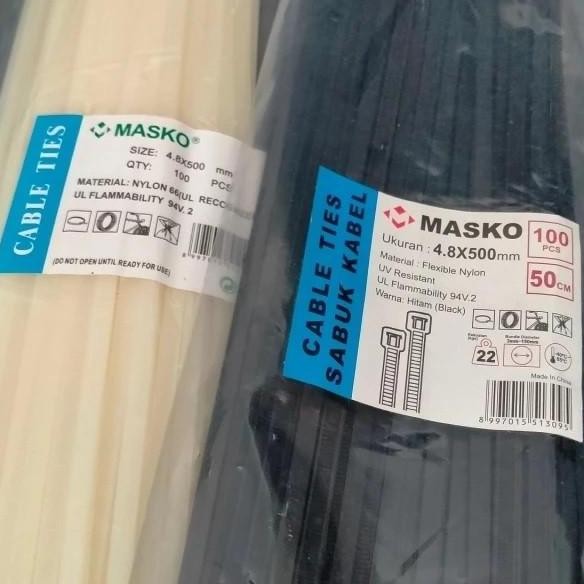 CABLE TIES
MASKO®
SIZE: 4.8X500 mm
QTY: 100 PCS
MATERIAL: NYLON 66(UL
UL FLAMMABILITY 94V.2
(DO NOT OPEN UNTIL READY FOR USE)
CABLE TIES
SABUK KABEL
MASKO
Ukuran : 4.8X500mm
Material : Flexible Nylon
UV Resistant
UL Flammability 94V.2
Warna: Hitam (Black)
100
PCS
50CM
22
Bundle Diameter
Made In China
8 997015 513095